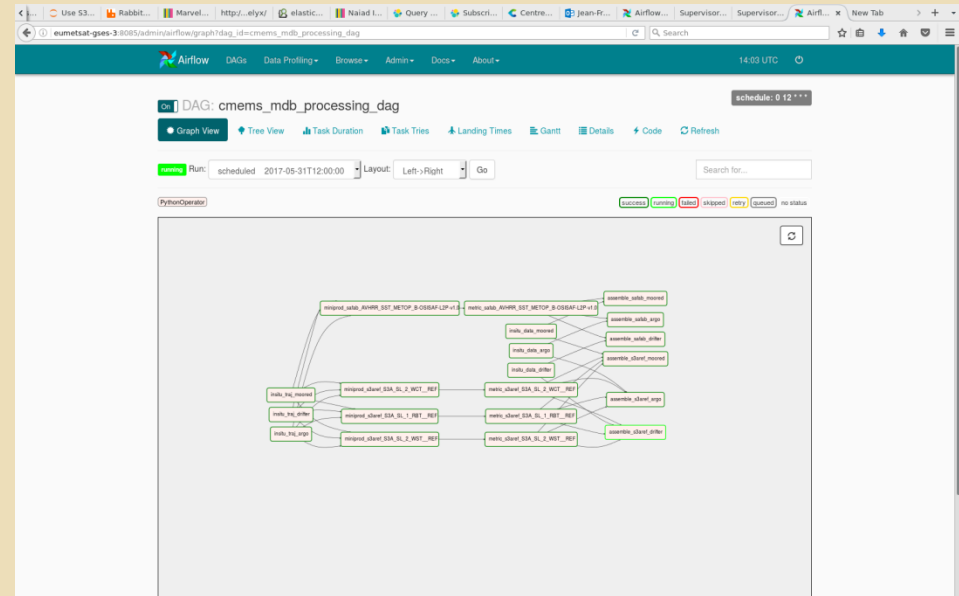 j... Use S3... Rabbit... Marvel... http:/...elyx/ elastic... Naiad I... Query ... Subscri... Centre... Jean-Fr... Airflow... Supervisor... Supervisor... Airfl... x New Tab
eumetsat-gses-3:8085/admin/airflow/graph?dag_id=cmems_mdb_processing_dag Search
Airflow DAGs Data Profiling Browse Admin Docs About 14:03 UTC
On DAG: cmems_mdb_processing_dag schedule: 0 12 * * *
Graph View Tree View Task Duration Task Tries Landing Times Gantt Details Code Refresh
running Run: scheduled 2017-05-31T12:00:00 Layout: Left->Right Go Search for...
PythonOperator success running failed skipped retry queued no status
assemble_safab_moored
miniprod_safab_AVHRR_SST_METOP_B-OSISAF-L2P-v1.0 metric_safab_AVHRR_SST_METOP_B-OSISAF-L2P-v1.0
assemble_safab_argo
insitu_data_moored
assemble_safab_drifter
insitu_data_argo
assemble_s3aref_moored
insitu_data_drifter
insitu_traj_moored miniprod_s3aref_S3A_SL_2_WCT__REF metric_s3aref_S3A_SL_2_WCT__REF
assemble_s3aref_argo
insitu_traj_drifter miniprod_s3aref_S3A_SL_1_RBT__REF metric_s3aref_S3A_SL_1_RBT__REF
insitu_traj_argo miniprod_s3aref_S3A_SL_2_WST__REF metric_s3aref_S3A_SL_2_WST__REF
assemble_s3aref_drifter